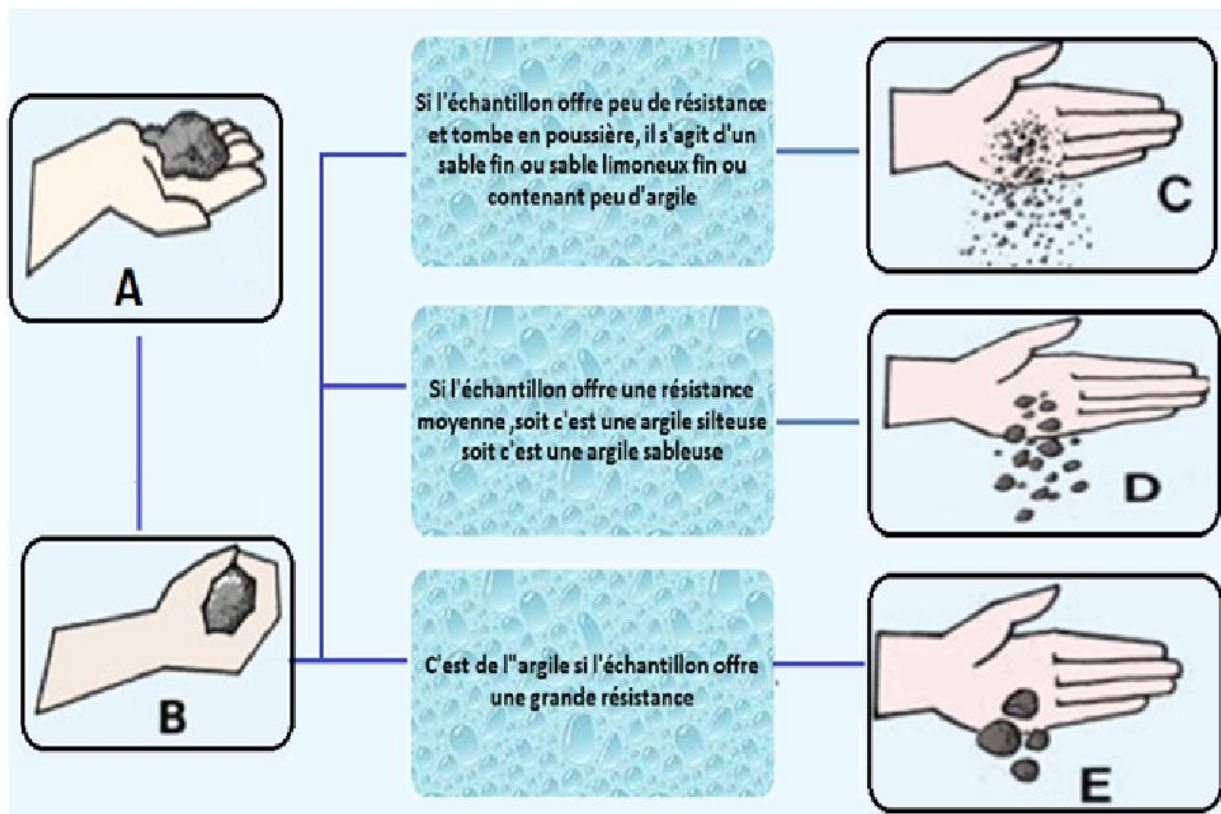 A
B
Si l'échantillon offre peu de résistance
et tombe en poussière, il s'agit d'un
sable fin ou sable limoneux fin ou
contenant peu d'argile
C
Si l'échantillon offre une résistance
moyenne ,soit c'est une argile silteuse
soit c'est une argile sableuse
D
C'est de l"argile si l'échantillon offre
une grande résistance
E